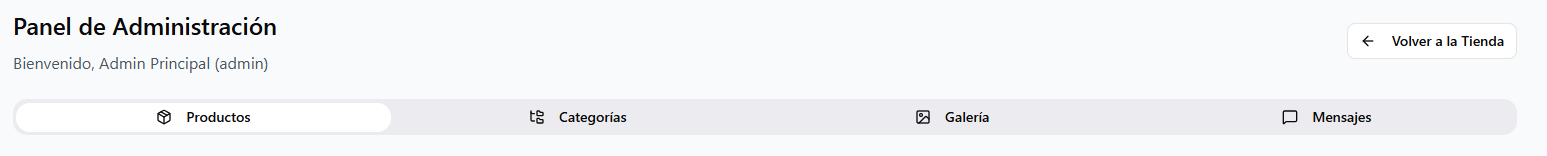 Panel de Administración
Volver a la Tienda
Bienvenido, Admin Principal (admin)
Productos Categorías Galería Mensajes